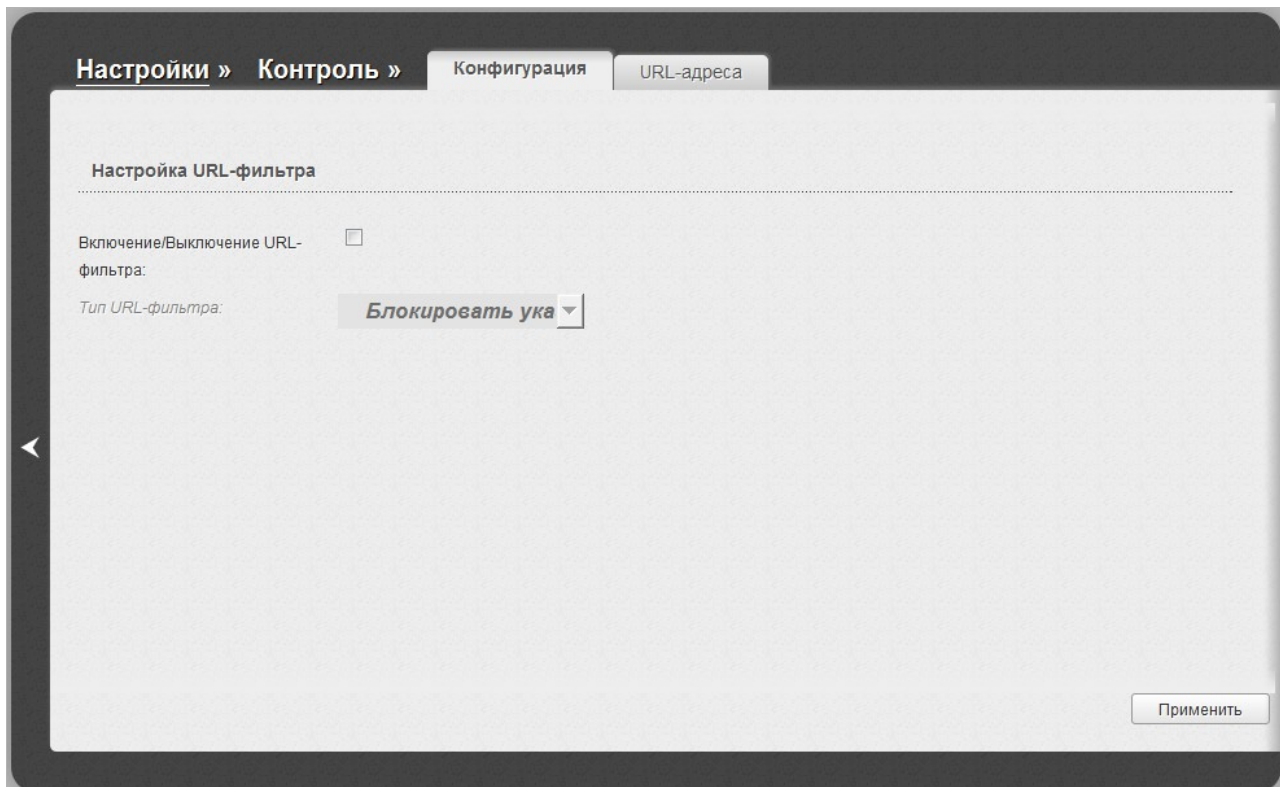 Настройки » Контроль » Конфигурация URL-адреса
Настройка URL-фильтра
Включение/Выключение URL-
фильтра:
Тип URL-фильтра:
Блокировать ука
Применить